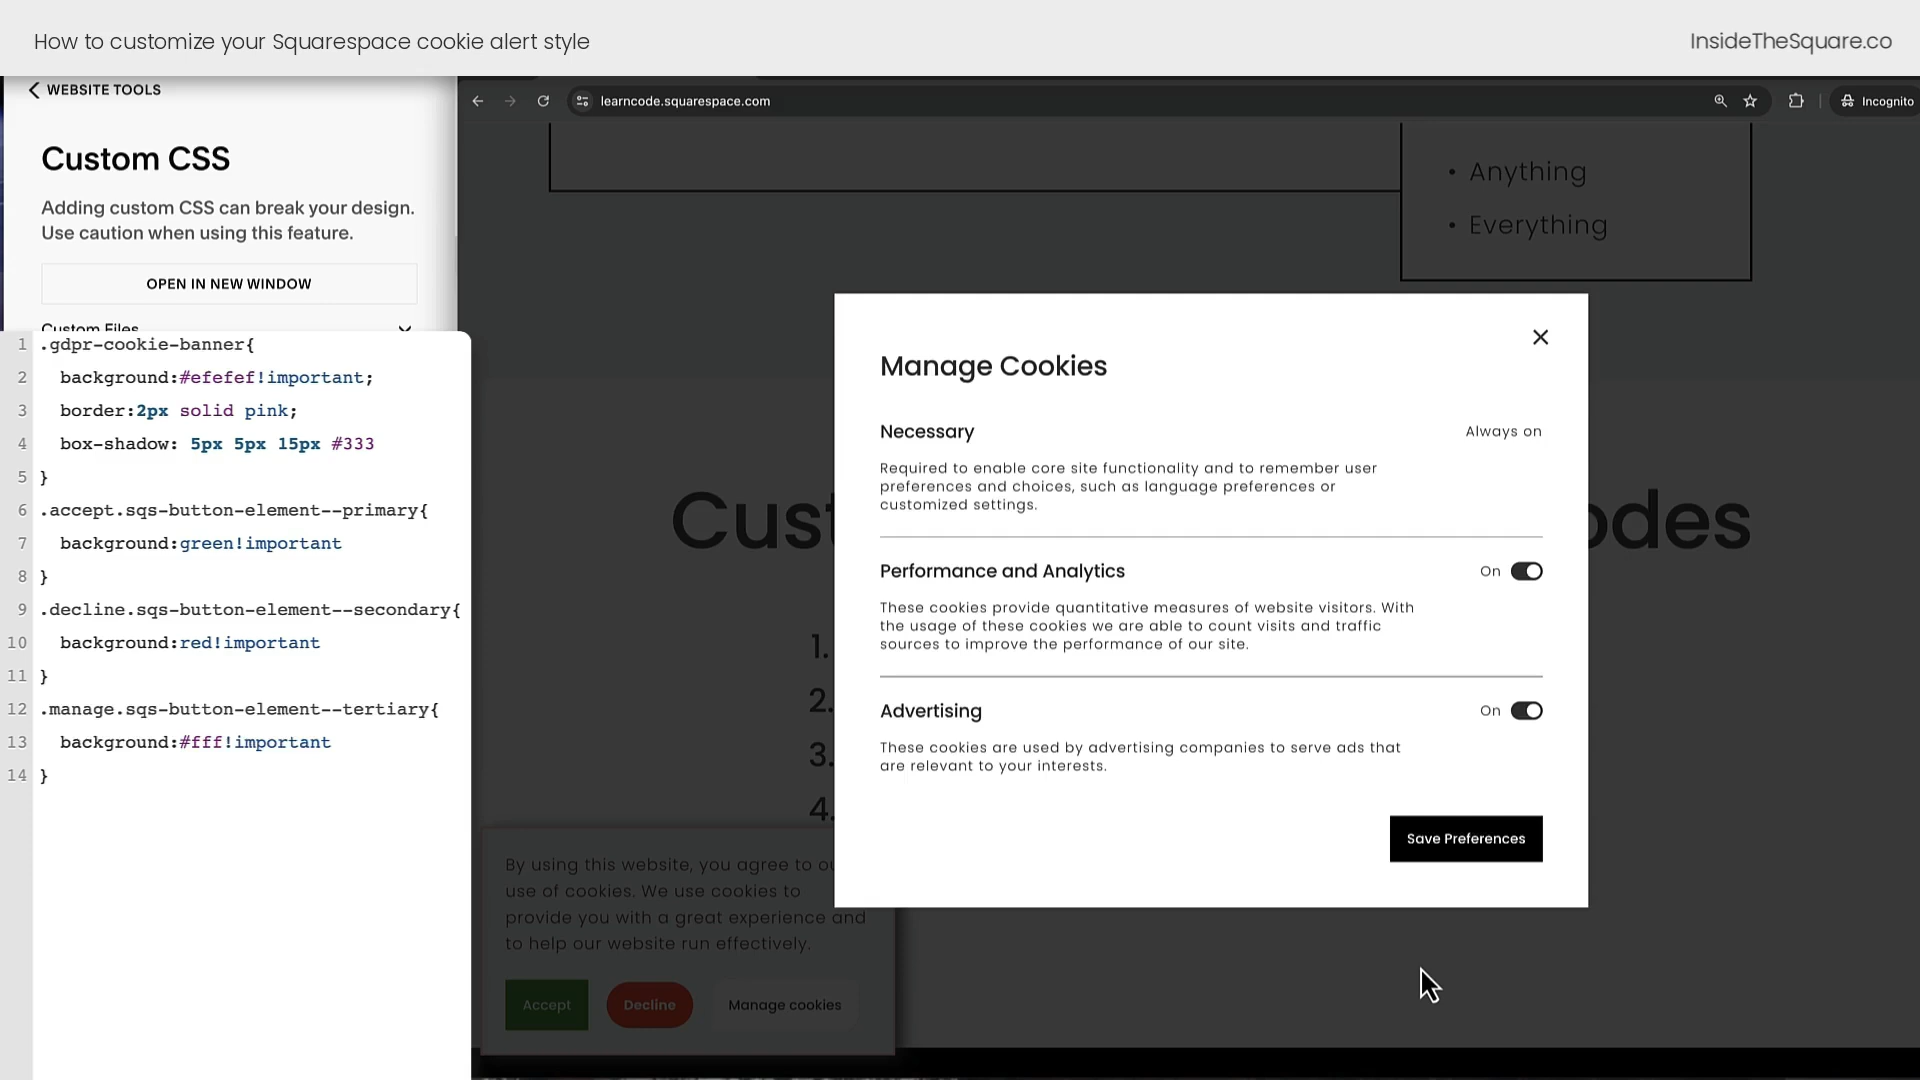 How to customize your Squarespace cookie alert style
InsideTheSquare.co
WEBSITE TOOLS
Custom CSS
Adding custom CSS can break your design.
Use caution when using this feature.
OPEN IN NEW WINDOW
Custom Files
1 .gdpr-cookie-banner{
2 background:#efefef!important;
3 border:2px solid pink;
4 box-shadow: 5px 5px 15px #333
5 }
6 .accept.sqs-button-element--primary{
7 background:green!important
8 }
9 .decline.sqs-button-element--secondary{
10 background:red!important
11 }
12 .manage.sqs-button-element--tertiary{
13 background:#fff!important
14 }
learncode.squarespace.com
Incognito
• Anything
• Everything
Cust
odes
1.
2.
3.
4.
Manage Cookies
Necessary
Always on
Required to enable core site functionality and to remember user
preferences and choices, such as language preferences or
customized settings.
Performance and Analytics
On
These cookies provide quantitative measures of website visitors. With
the usage of these cookies we are able to count visits and traffic
sources to improve the performance of our site.
Advertising
On
These cookies are used by advertising companies to serve ads that
are relevant to your interests.
Save Preferences
By using this website, you agree to ou
use of cookies. We use cookies to
provide you with a great experience and
to help our website run effectively.
Accept
Decline
Manage cookies